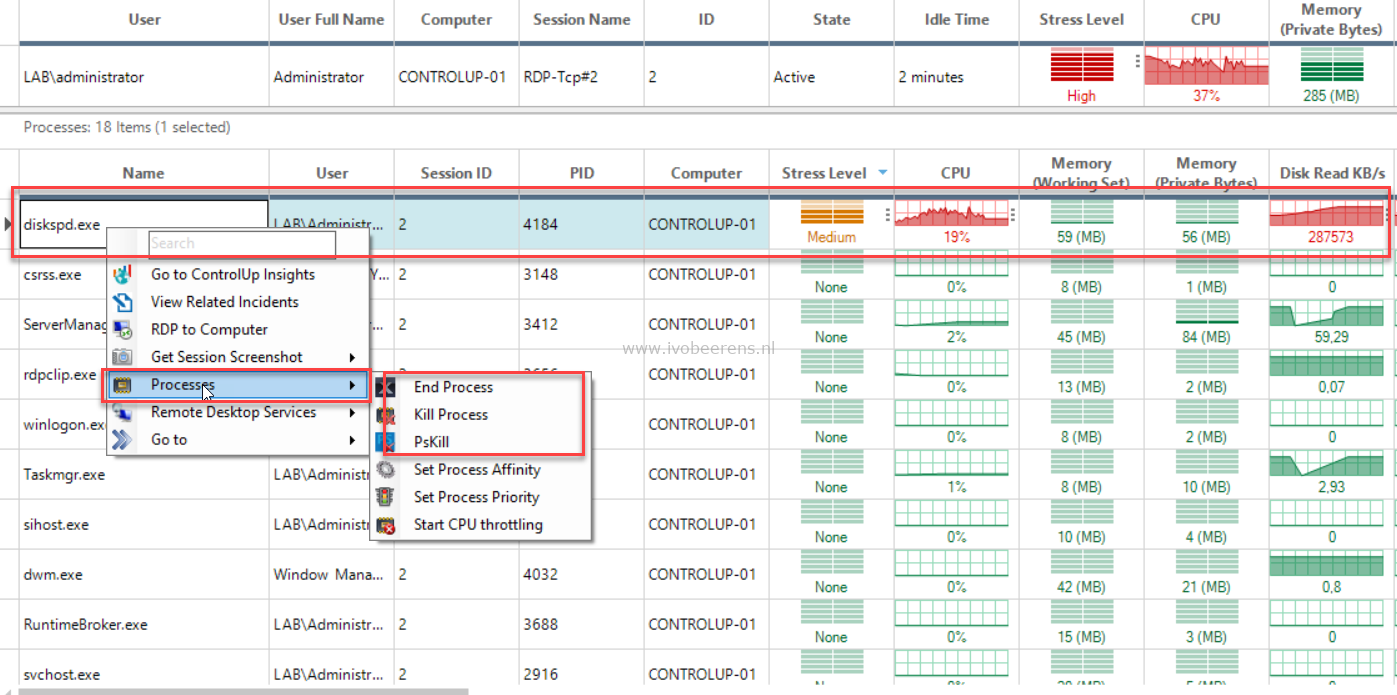 User User Full Name Computer Session Name ID State Idle Time Stress Level CPU Memory (Private Bytes)
LAB\administrator Administrator CONTROLUP-01 RDP-Tcp#2 2 Active 2 minutes High 37% 285 (MB)
Processes: 18 Items (1 selected)
Name User Session ID PID Computer Stress Level CPU Memory (Working Set) Memory (Private Bytes) Disk Read KB/s
diskspd.exe LAB\Administr... 2 4184 CONTROLUP-01 Medium 19% 59 (MB) 56 (MB) 287573
Search
csrss.exe 2 3148 CONTROLUP-01 None 0% 8 (MB) 1 (MB) 0
Go to ControlUp Insights
View Related Incidents
ServerManag 2 3412 CONTROLUP-01 None 2% 45 (MB) 84 (MB) 59,29
RDP to Computer
www.ivobeerens.nl
Get Session Screenshot
rdpclip.exe CONTROLUP-01 None 0% 13 (MB) 2 (MB) 0,07
Processes
End Process
Kill Process
PsKill
Set Process Affinity
Set Process Priority
Start CPU throttling
Remote Desktop Services
winlogon.ex CONTROLUP-01 None 0% 8 (MB) 2 (MB) 0
Go to
Taskmgr.exe LAB\Administr CONTROLUP-01 None 1% 8 (MB) 10 (MB) 2,93
sihost.exe LAB\Administr CONTROLUP-01 None 0% 10 (MB) 4 (MB) 0
dwm.exe Window Mana... 2 4032 CONTROLUP-01 None 0% 42 (MB) 21 (MB) 0,8
RuntimeBroker.exe LAB\Administr... 2 3688 CONTROLUP-01 None 0% 15 (MB) 3 (MB) 0
svchost.exe LAB\Administr... 2 2916 CONTROLUP-01